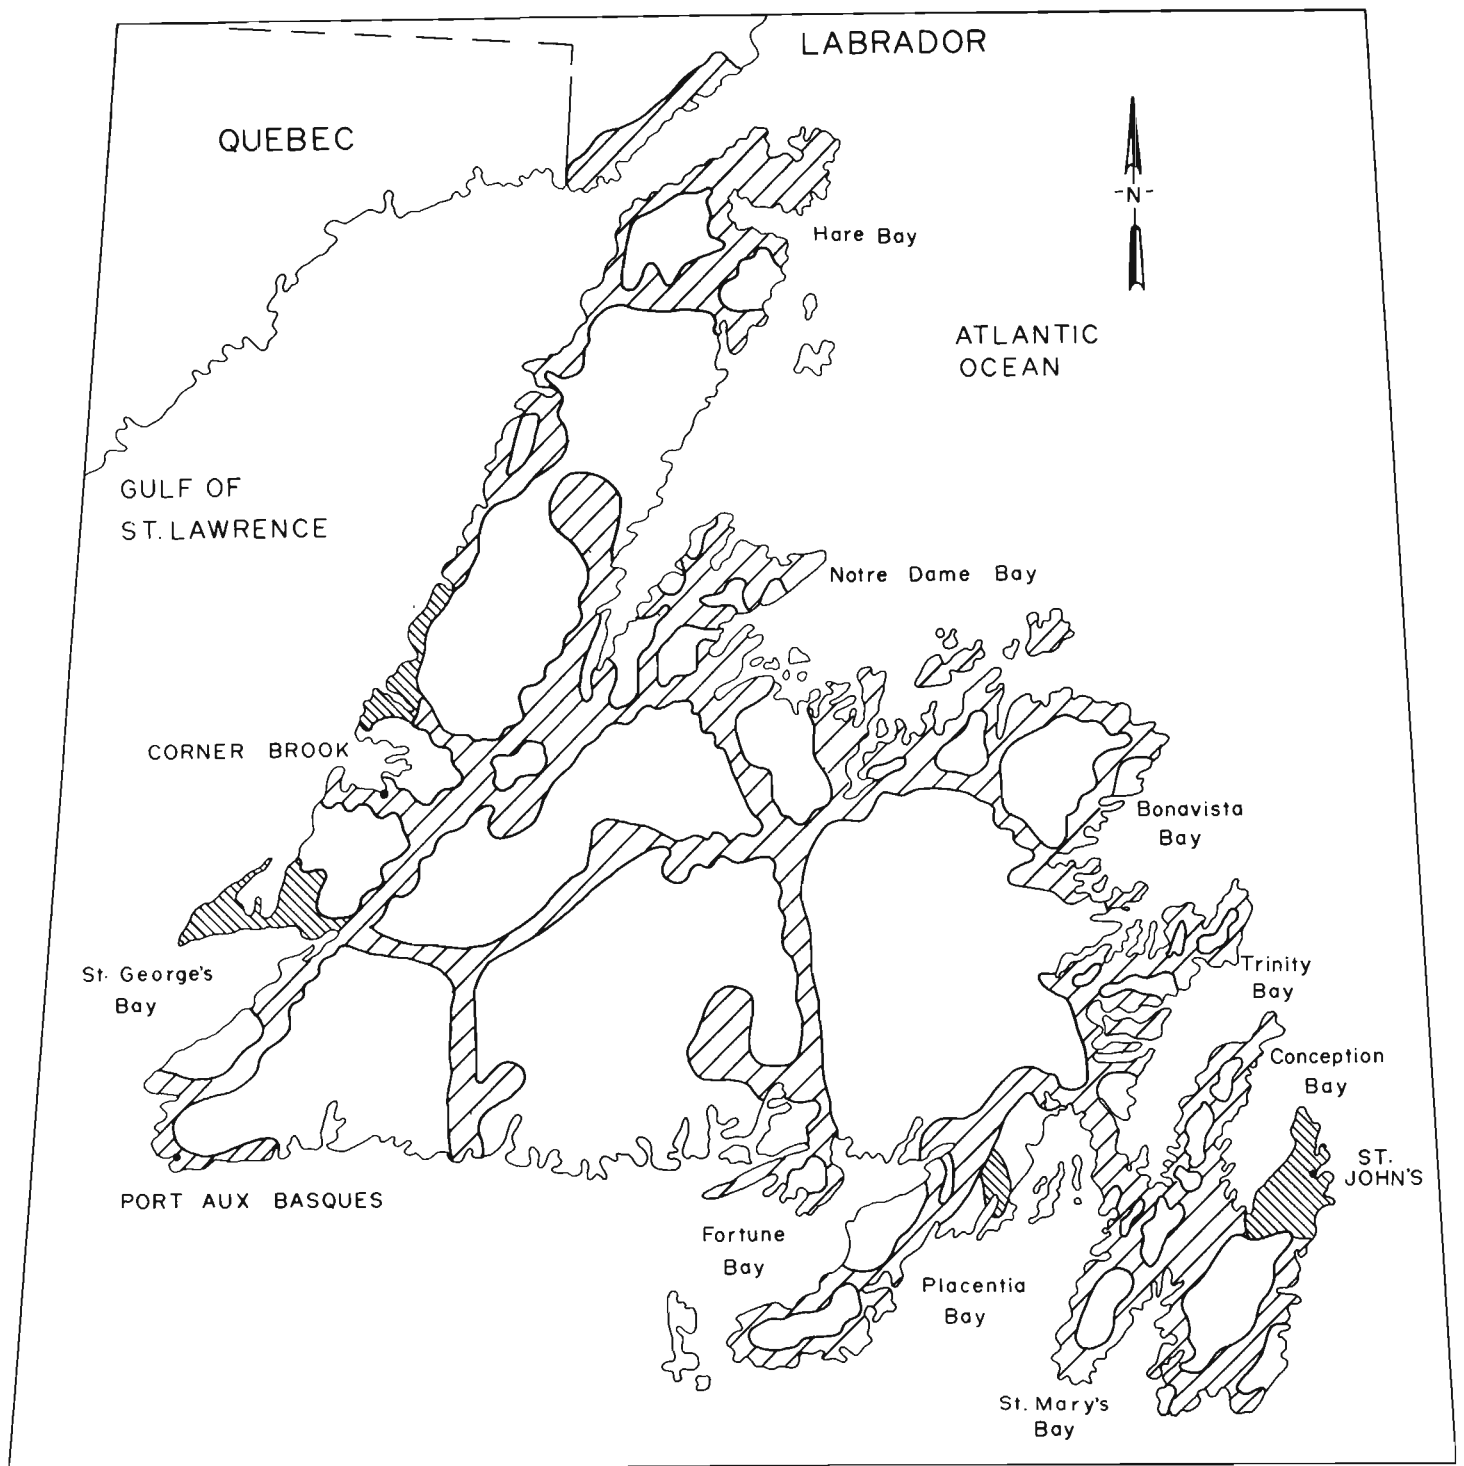 LABRADOR
QUEBEC
-N-
Hare Bay
ATLANTIC
OCEAN
GULF OF
ST. LAWRENCE
Notre Dame Bay
CORNER BROOK
Bonavista
Bay
St. George's
Bay
Trinity
Bay
Conception
Bay
ST.
JOHN'S
PORT AUX BASQUES
Fortune
Bay
Placentia
Bay
St. Mary's
Bay